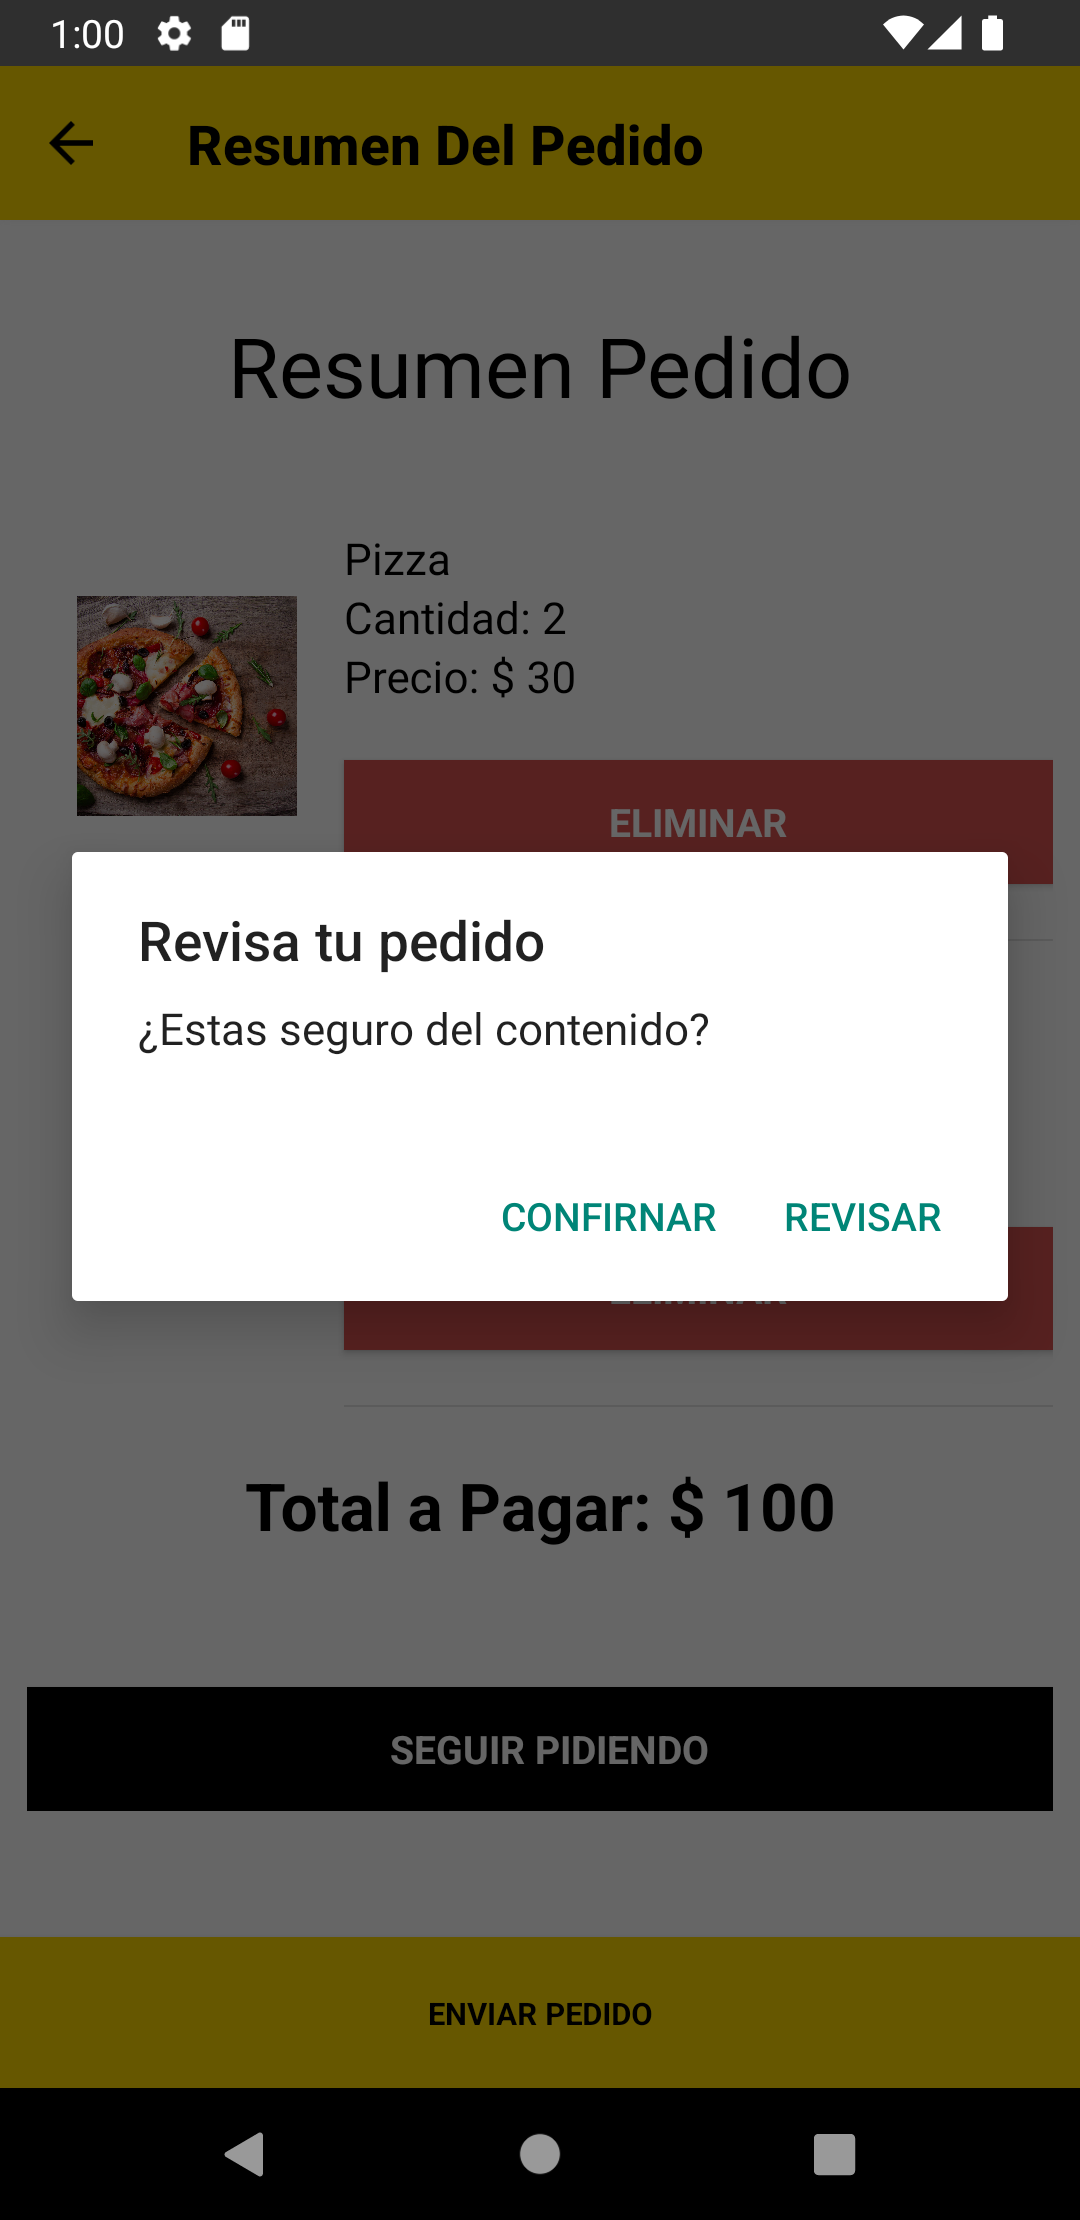 1:00
Resumen Del Pedido
Resumen Pedido
Pizza
Cantidad: 2
Precio: $ 30
ELIMINAR
Revisa tu pedido
¿Estas seguro del contenido?
CONFIRNAR REVISAR
Total a Pagar: $ 100
SEGUIR PIDIENDO
ENVIAR PEDIDO